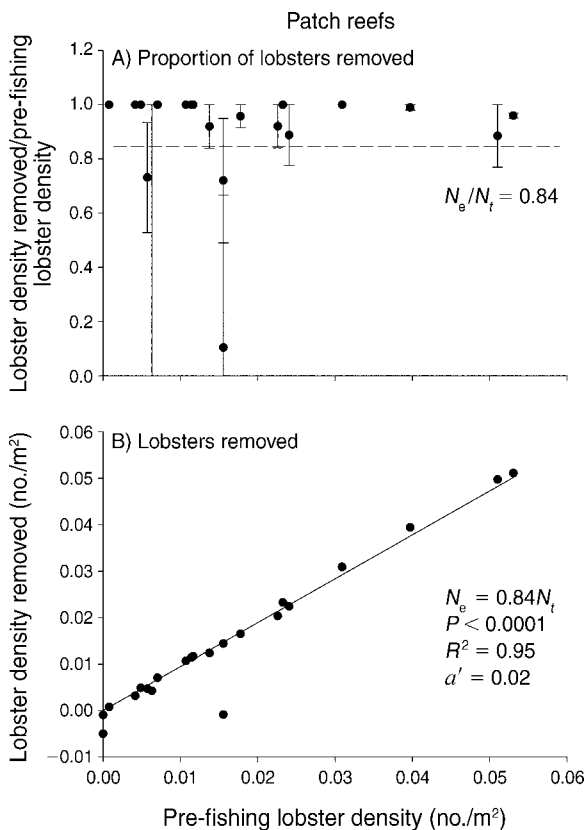 Patch reefs
A) Proportion of lobsters removed
Lobster density removed/pre-fishing
lobster density
1.2
1.0
0.8
0.6
0.4
0.2
0.0
Nₑ/Nₜ = 0.84
B) Lobsters removed
Lobster density removed (no./m²)
0.06
0.05
0.04
0.03
0.02
0.01
0.00
−0.01
Nₑ = 0.84Nₜ
P < 0.0001
R² = 0.95
a′ = 0.02
0.00 0.01 0.02 0.03 0.04 0.05 0.06
Pre-fishing lobster density (no./m²)